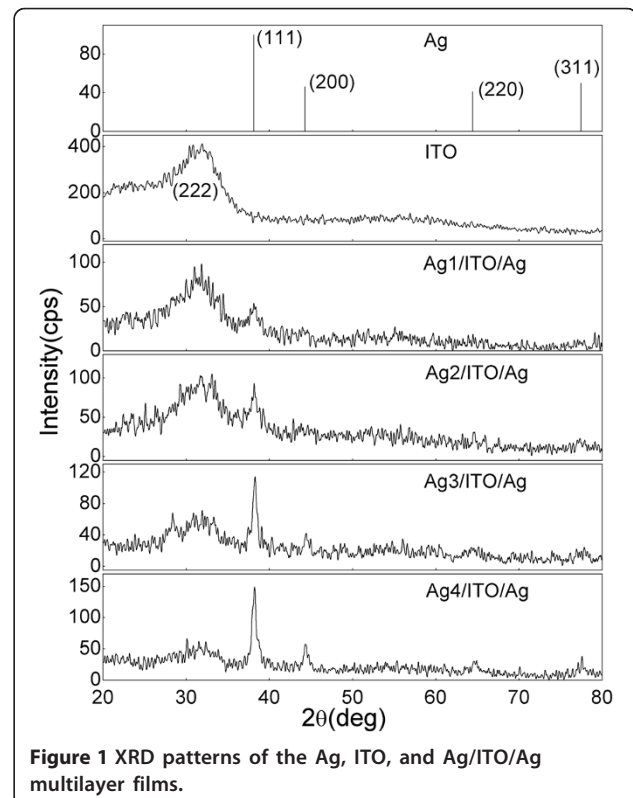 (111)
Ag
(311)
80
(200)
(220)
40
0
400
ITO
200
(222)
0
100
Ag1/ITO/Ag
50
0
Intensity(cps)
100
Ag2/ITO/Ag
50
0
120
Ag3/ITO/Ag
80
40
0
150
Ag4/ITO/Ag
100
50
0
20 30 40 50 60 70 80
2θ(deg)
Figure 1 XRD patterns of the Ag, ITO, and Ag/ITO/Ag
multilayer films.